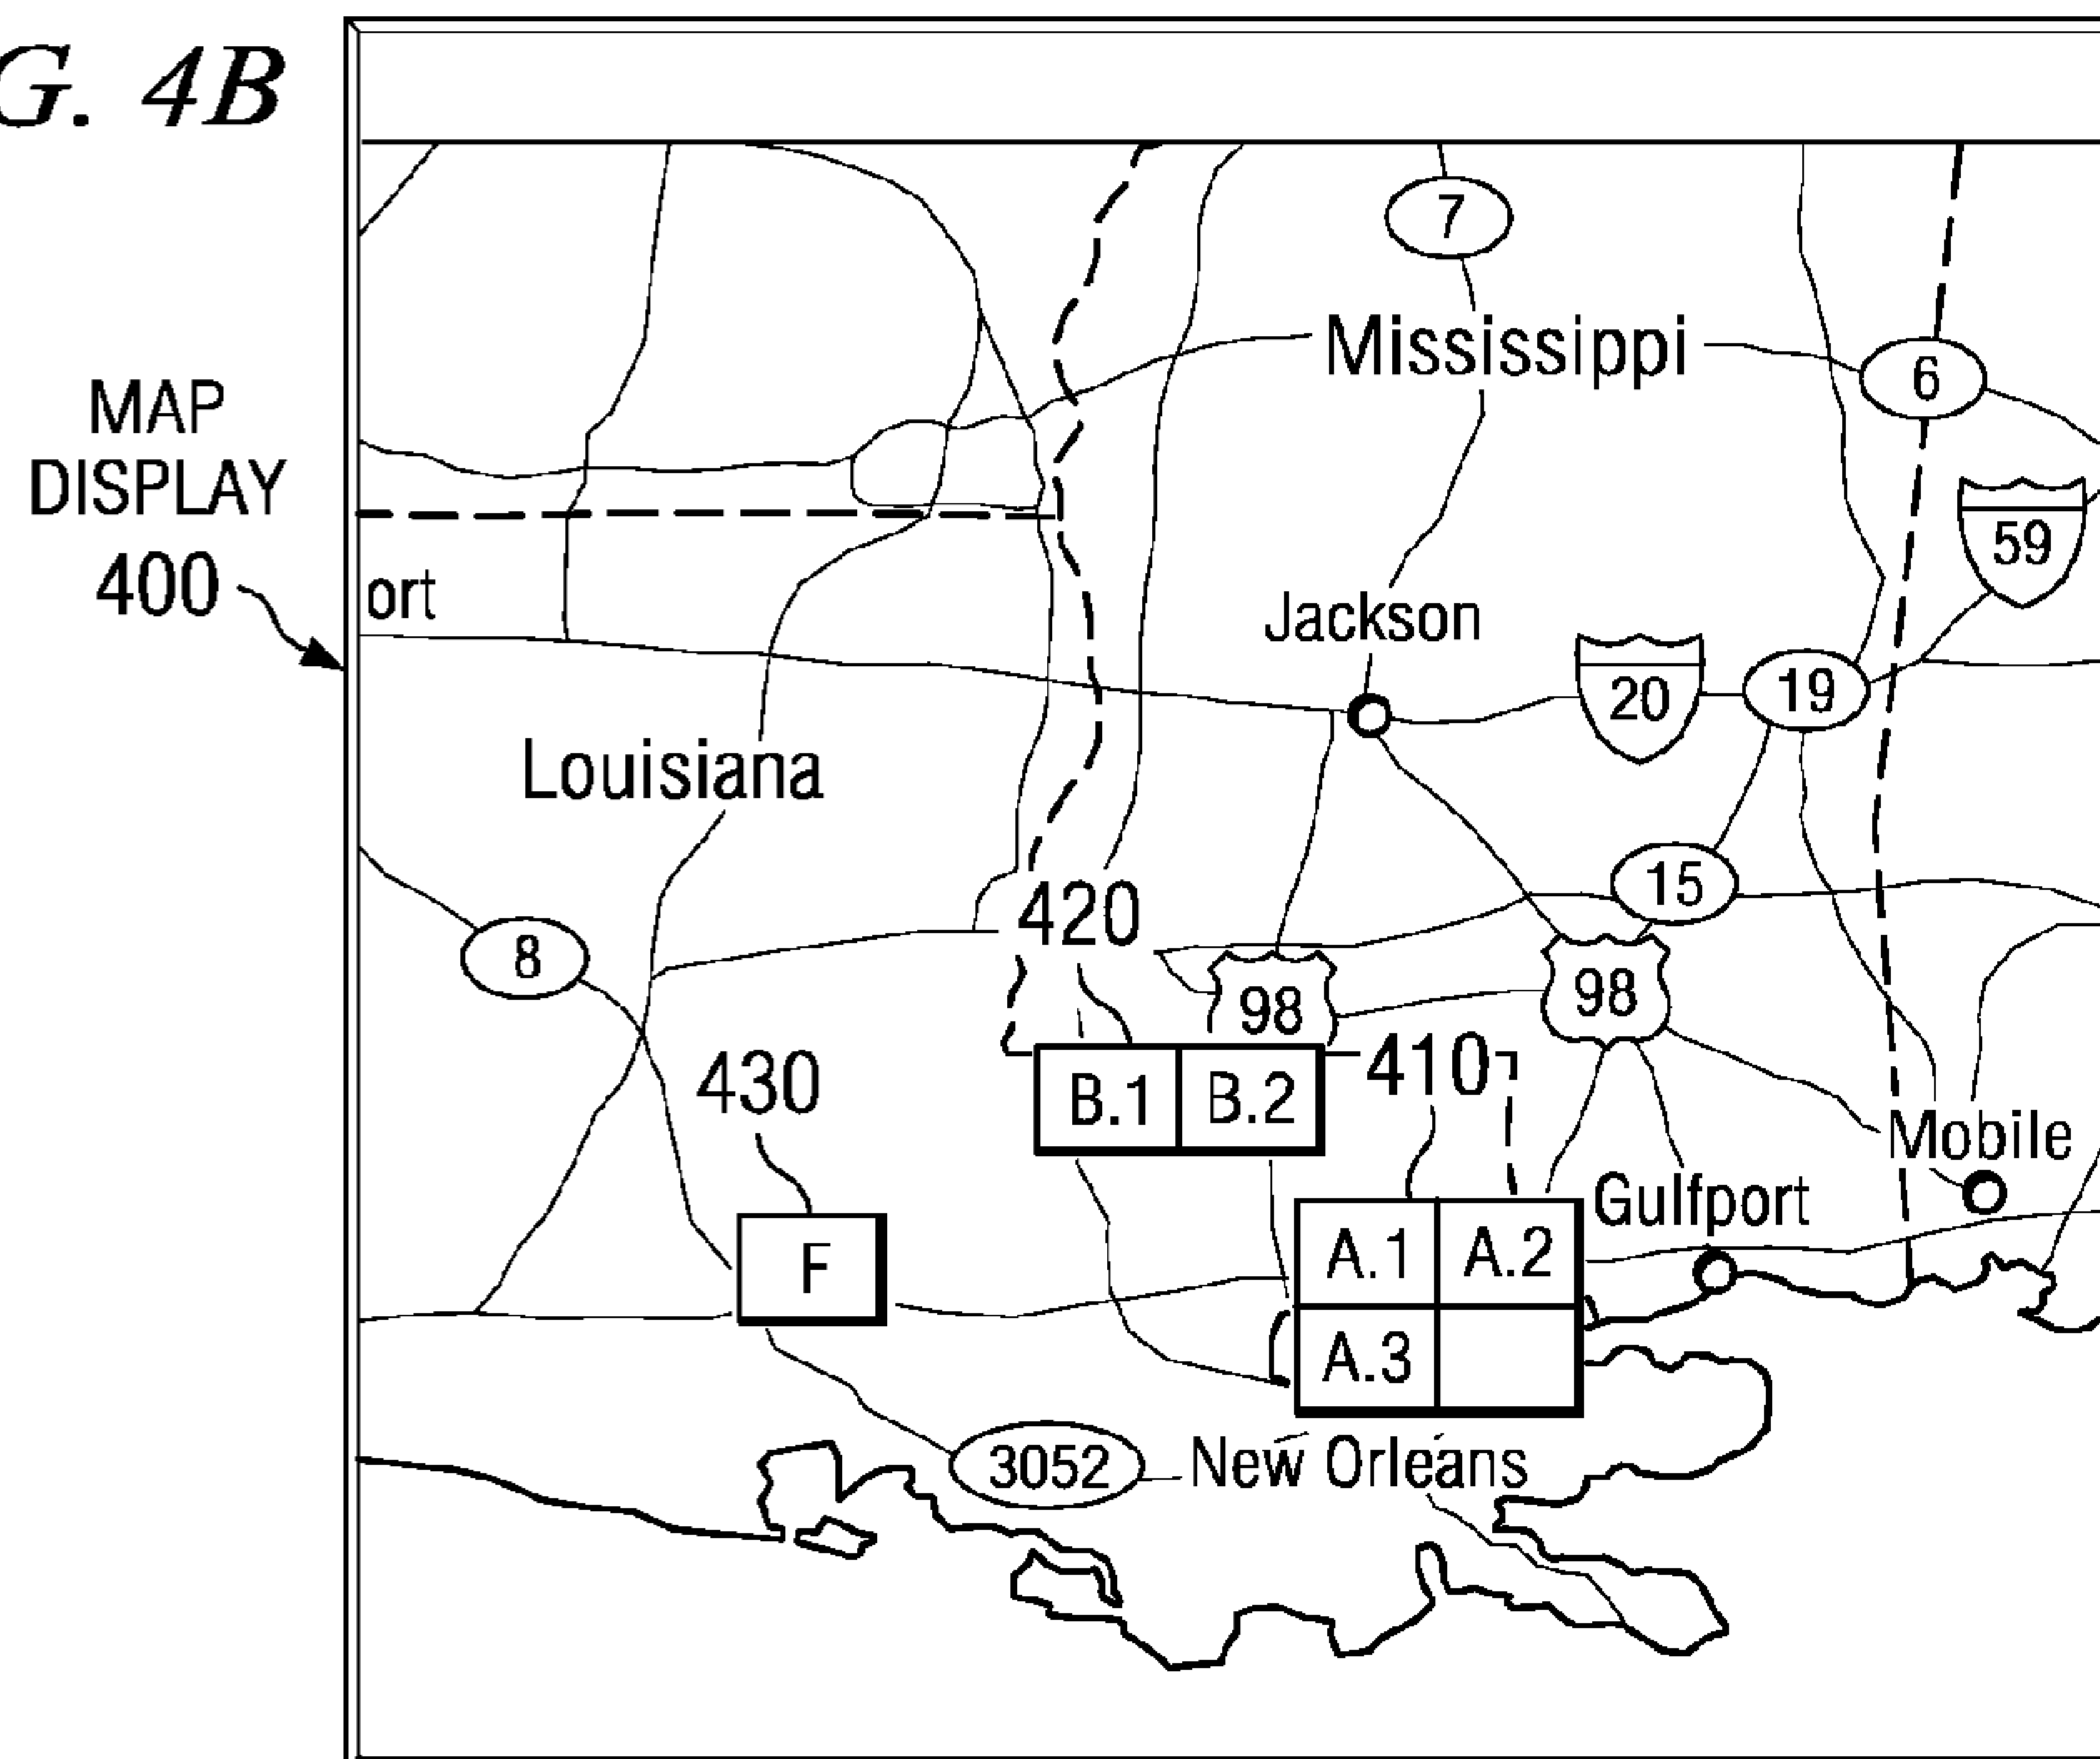 G. 4B
7
Mississippi
6
MAP
DISPLAY
400
59
ort
Jackson
20
19
Louisiana
15
420
8
98
98
430
410
B.1 B.2
Mobile
Gulfport
F
A.1 A.2
A.3
3052
New Orleans